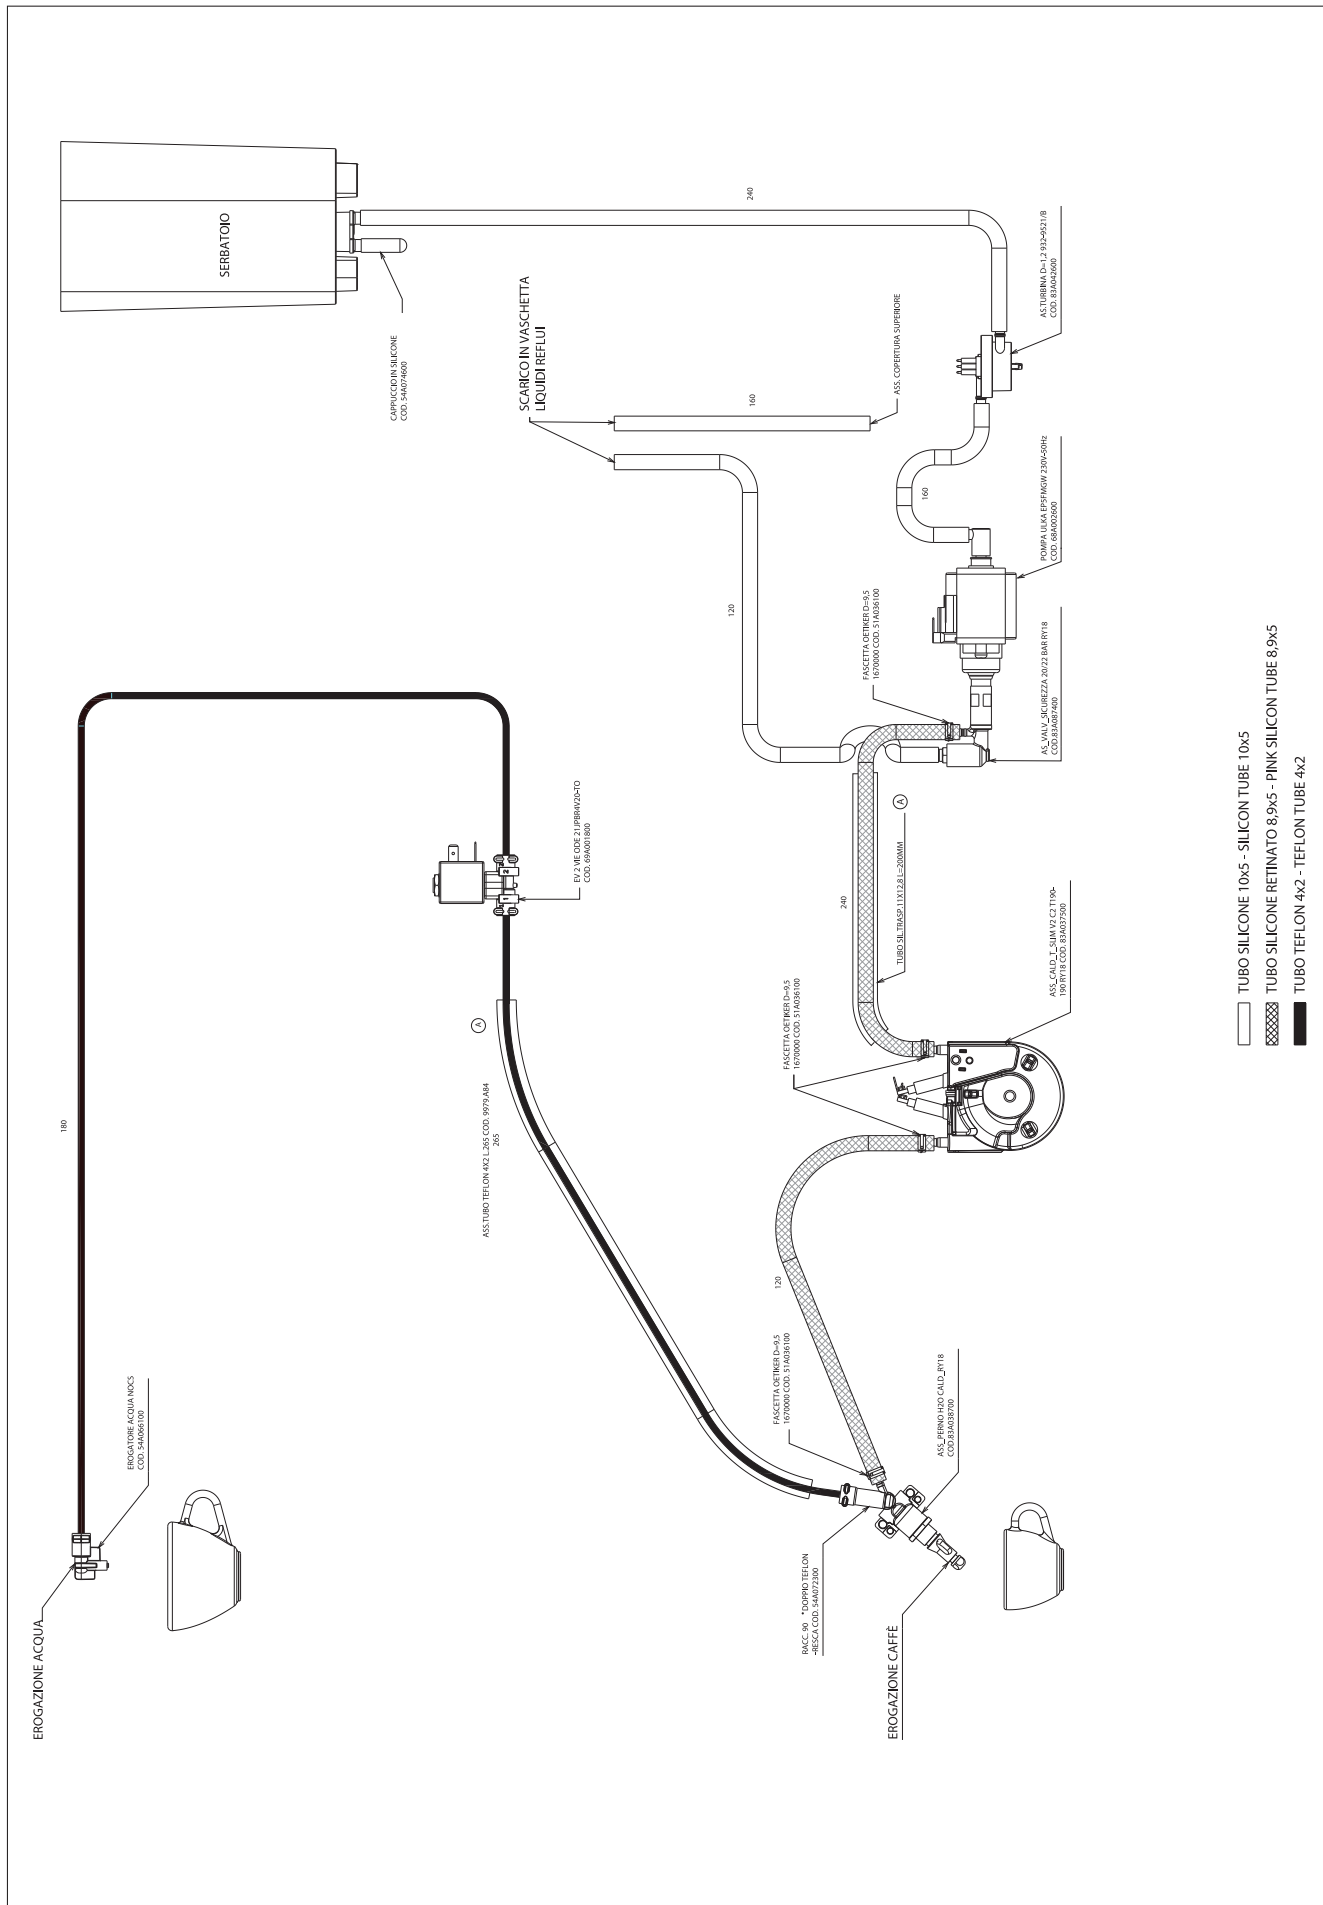 EROGAZIONE ACQUA
EROGATORE ACQUA NOCS
COD. 54A066100
180
SERBATOIO
CAPPUCCIO IN SILICONE
COD. 54A074600
240
SCARICO IN VASCHETTA
LIQUIDI REFLUI
160
ASS. COPERTURA SUPERIORE
AS.TURBINA D=1,2 932-9521/B
COD. 83A042600
160
POMPA ULKA EP5FMGW 230V-50Hz
COD. 68A002600
120
FASCETTA OETIKER D=9,5
1670000 COD. 51A036100
AS_VALV_SICUREZZA 20/22 BAR RY18
COD.83A087400
EV 2 VIE ODE 21JPBR4V20-TO
COD. 69A001800
2
1
A
ASS.TUBO TEFLON 4X2 L.265 COD. 9979.A84
265
240
A
TUBO SIL.TRASP.11X12,8 L=200MM
FASCETTA OETIKER D=9,5
1670000 COD. 51A036100
ASS_CALD_T_SLIM V2 C2 T190-
190 RY18 COD. 83A037500
120
FASCETTA OETIKER D=9,5
1670000 COD. 51A036100
ASS_PERNO H2O CALD_RY18
COD.83A038700
RACC. 90 °DOPPIO TEFLON
-RESCA COD. 54A072300
EROGAZIONE CAFFÈ
TUBO SILICONE 10x5 - SILICON TUBE 10x5
TUBO SILICONE RETINATO 8,9x5 - PINK SILICON TUBE 8,9x5
TUBO TEFLON 4x2 - TEFLON TUBE 4x2